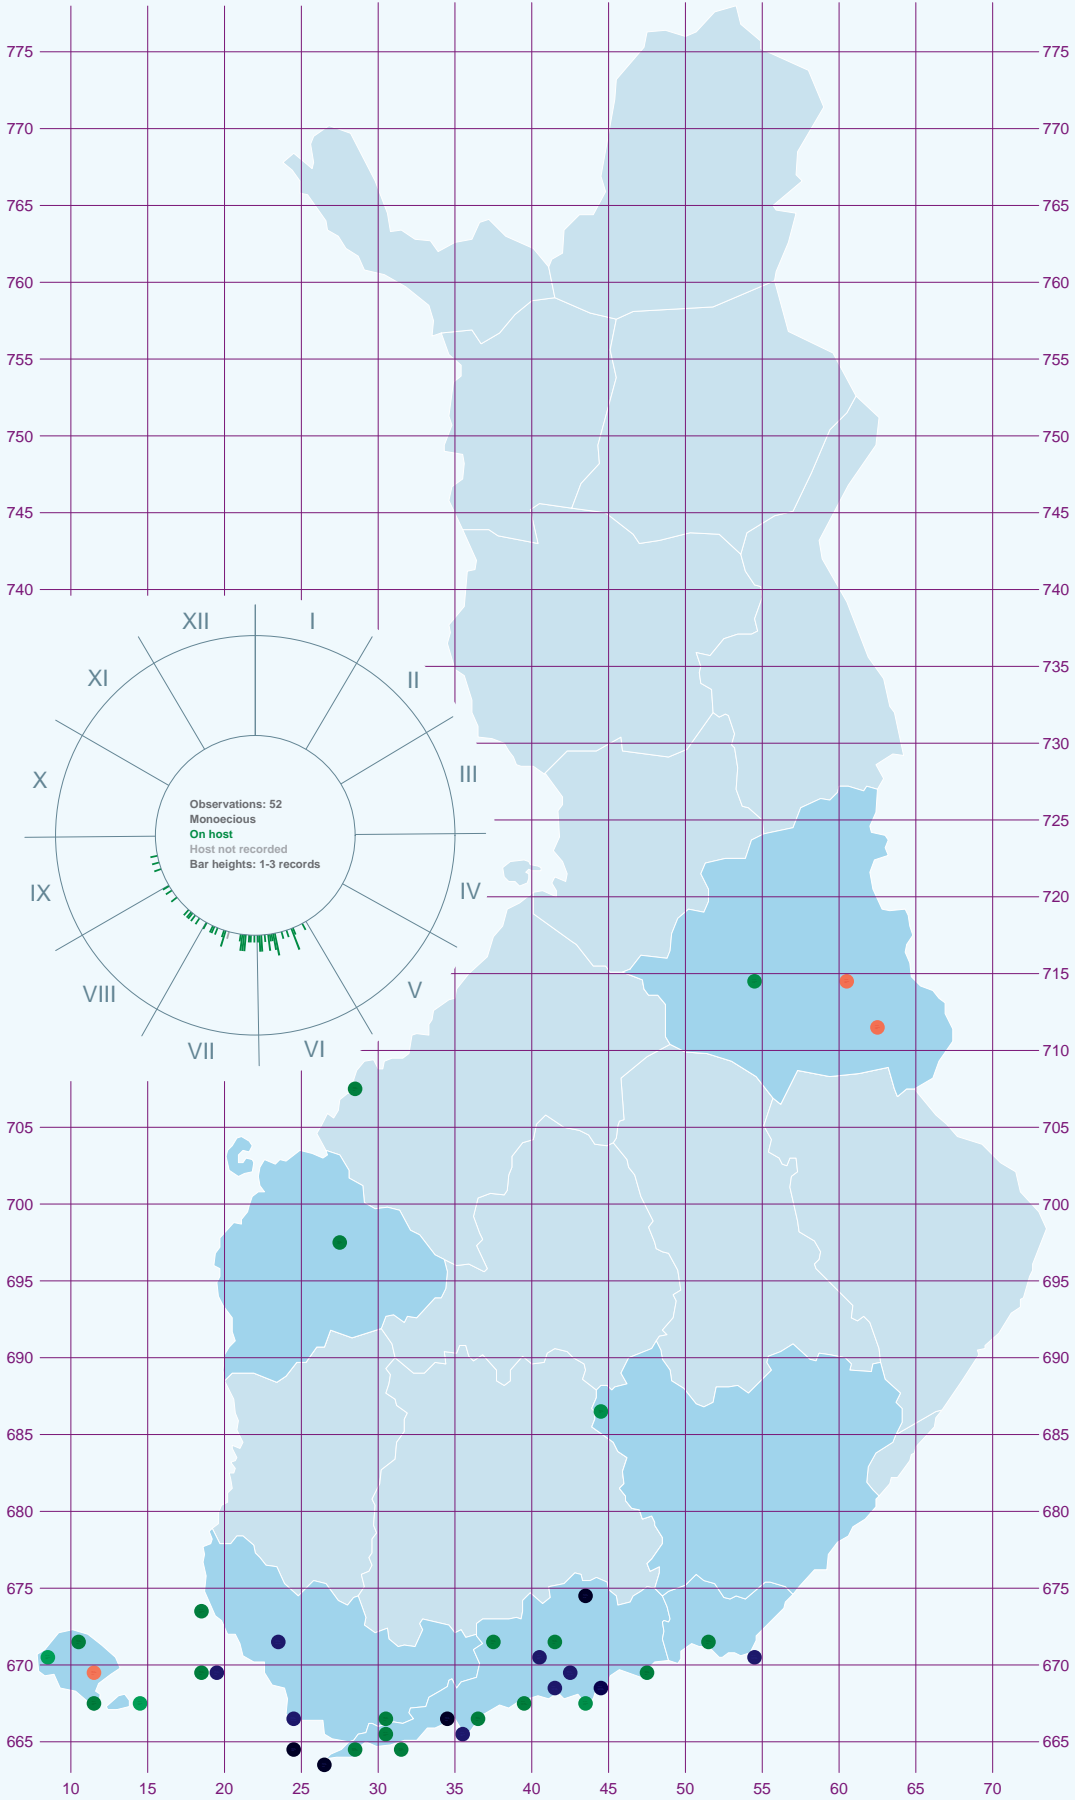 775 775
770 770
765 765
760 760
755 755
750 750
745 745
740 740
XII I
735
XI II
730
X III
Observations: 52
Monoecious
On host
Host not recorded
Bar heights: 1-3 records
725
IX IV
720
VIII V
715
VII VI
710
705 705
700 700
695 695
690 690
685 685
680 680
675 675
670 670
665 665
10 15 20 25 30 35 40 45 50 55 60 65 70